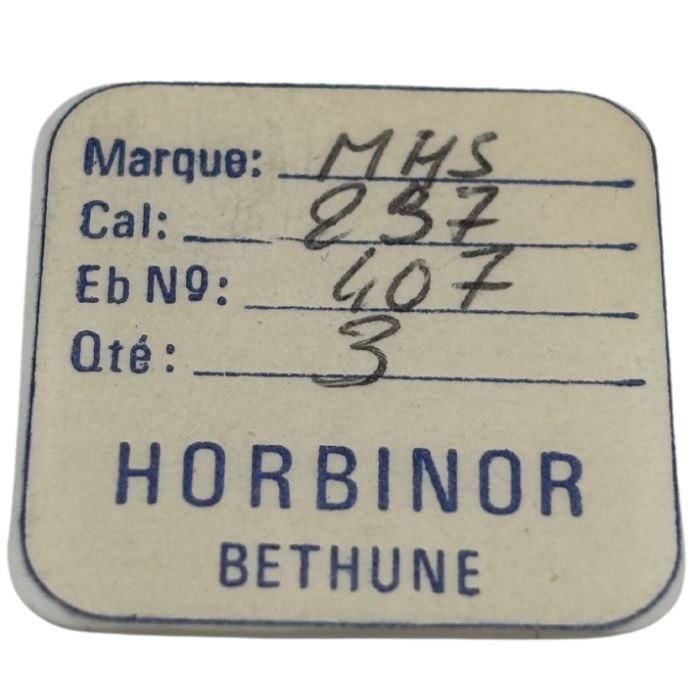 Marque: MHS
Cal: 237
Eb Nº: 407
Qté: 3
HORBINOR
BETHUNE